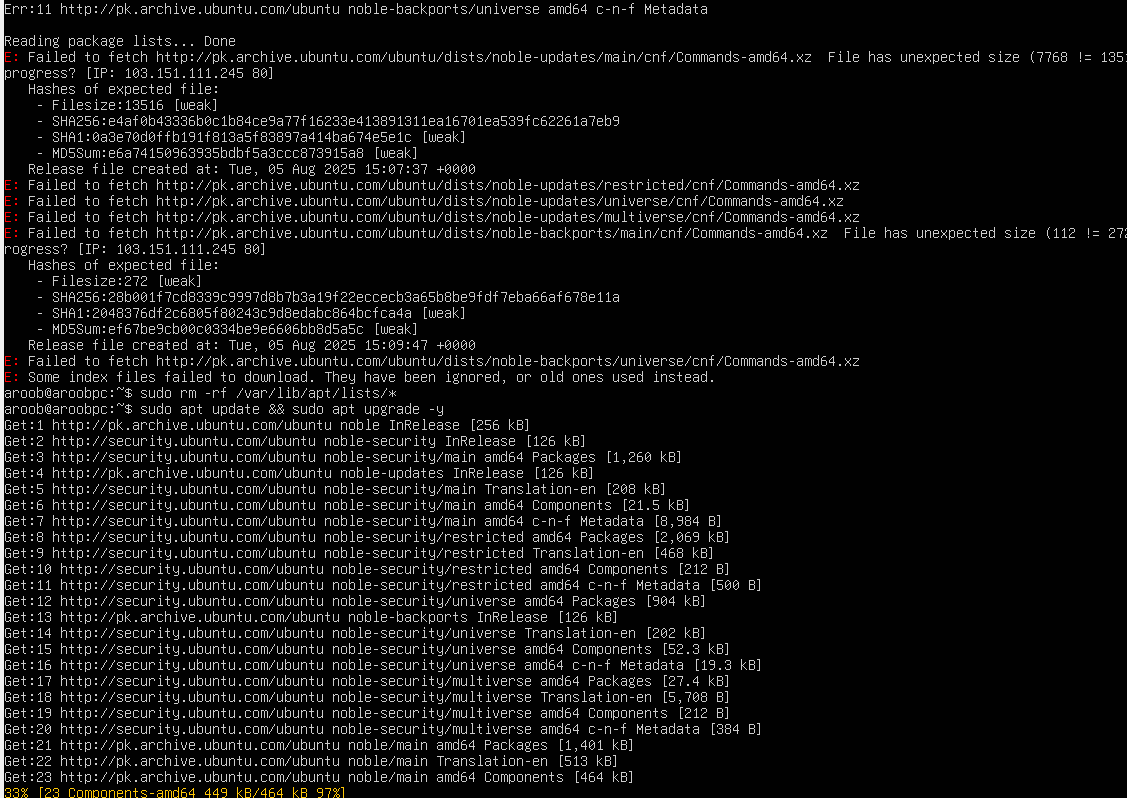 Err:11 http://pk.archive.ubuntu.com/ubuntu noble-backports/universe amd64 c-n-f Metadata
Reading package lists... Done
E: Failed to fetch http://pk.archive.ubuntu.com/ubuntu/dists/noble-updates/main/cnf/Commands-amd64.xz  File has unexpected size (7768 != 135
progress? [IP: 103.151.111.245 80]
   Hashes of expected file:
    - Filesize:13516 [weak]
    - SHA256:e4af0b43336b0c1b84ce9a77f16233e413891311ea16701ea539fc62261a7eb9
    - SHA1:0a3e70d0ffb191f813a5f83897a414ba674e5e1c [weak]
    - MD5Sum:e6a74150963935bdbf5a3ccc873915a8 [weak]
   Release file created at: Tue, 05 Aug 2025 15:07:37 +0000
E: Failed to fetch http://pk.archive.ubuntu.com/ubuntu/dists/noble-updates/restricted/cnf/Commands-amd64.xz
E: Failed to fetch http://pk.archive.ubuntu.com/ubuntu/dists/noble-updates/universe/cnf/Commands-amd64.xz
E: Failed to fetch http://pk.archive.ubuntu.com/ubuntu/dists/noble-updates/multiverse/cnf/Commands-amd64.xz
E: Failed to fetch http://pk.archive.ubuntu.com/ubuntu/dists/noble-backports/main/cnf/Commands-amd64.xz  File has unexpected size (112 != 272
rogress? [IP: 103.151.111.245 80]
   Hashes of expected file:
    - Filesize:272 [weak]
    - SHA256:28b001f7cd8339c9997d8b7b3a19f22eccecb3a65b8be9fdf7eba66af678e11a
    - SHA1:2048376df2c6805f80243c9d8edabc864bcfca4a [weak]
    - MD5Sum:ef67be9cb00c0334be9e6606bb8d5a5c [weak]
   Release file created at: Tue, 05 Aug 2025 15:09:47 +0000
E: Failed to fetch http://pk.archive.ubuntu.com/ubuntu/dists/noble-backports/universe/cnf/Commands-amd64.xz
E: Some index files failed to download. They have been ignored, or old ones used instead.
aroob@aroobpc:~$ sudo rm -rf /var/lib/apt/lists/*
aroob@aroobpc:~$ sudo apt update && sudo apt upgrade -y
Get:1 http://pk.archive.ubuntu.com/ubuntu noble InRelease [256 kB]
Get:2 http://security.ubuntu.com/ubuntu noble-security InRelease [126 kB]
Get:3 http://security.ubuntu.com/ubuntu noble-security/main amd64 Packages [1,260 kB]
Get:4 http://pk.archive.ubuntu.com/ubuntu noble-updates InRelease [126 kB]
Get:5 http://security.ubuntu.com/ubuntu noble-security/main Translation-en [208 kB]
Get:6 http://security.ubuntu.com/ubuntu noble-security/main amd64 Components [21.5 kB]
Get:7 http://security.ubuntu.com/ubuntu noble-security/main amd64 c-n-f Metadata [8,984 B]
Get:8 http://security.ubuntu.com/ubuntu noble-security/restricted amd64 Packages [2,069 kB]
Get:9 http://security.ubuntu.com/ubuntu noble-security/restricted Translation-en [468 kB]
Get:10 http://security.ubuntu.com/ubuntu noble-security/restricted amd64 Components [212 B]
Get:11 http://security.ubuntu.com/ubuntu noble-security/restricted amd64 c-n-f Metadata [500 B]
Get:12 http://security.ubuntu.com/ubuntu noble-security/universe amd64 Packages [904 kB]
Get:13 http://pk.archive.ubuntu.com/ubuntu noble-backports InRelease [126 kB]
Get:14 http://security.ubuntu.com/ubuntu noble-security/universe Translation-en [202 kB]
Get:15 http://security.ubuntu.com/ubuntu noble-security/universe amd64 Components [52.3 kB]
Get:16 http://security.ubuntu.com/ubuntu noble-security/universe amd64 c-n-f Metadata [19.3 kB]
Get:17 http://security.ubuntu.com/ubuntu noble-security/multiverse amd64 Packages [27.4 kB]
Get:18 http://security.ubuntu.com/ubuntu noble-security/multiverse Translation-en [5,708 B]
Get:19 http://security.ubuntu.com/ubuntu noble-security/multiverse amd64 Components [212 B]
Get:20 http://security.ubuntu.com/ubuntu noble-security/multiverse amd64 c-n-f Metadata [384 B]
Get:21 http://pk.archive.ubuntu.com/ubuntu noble/main amd64 Packages [1,401 kB]
Get:22 http://pk.archive.ubuntu.com/ubuntu noble/main Translation-en [513 kB]
Get:23 http://pk.archive.ubuntu.com/ubuntu noble/main amd64 Components [464 kB]
33% [23 Components-amd64 449 kB/464 kB 97%]